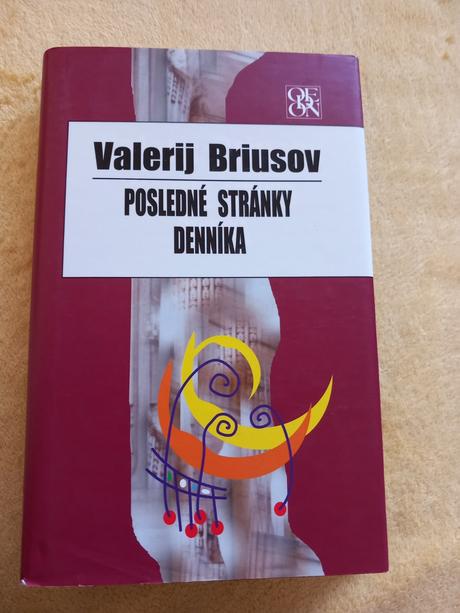 Valerij Briusov
POSLEDNÉ STRÁNKY
DENNÍKA